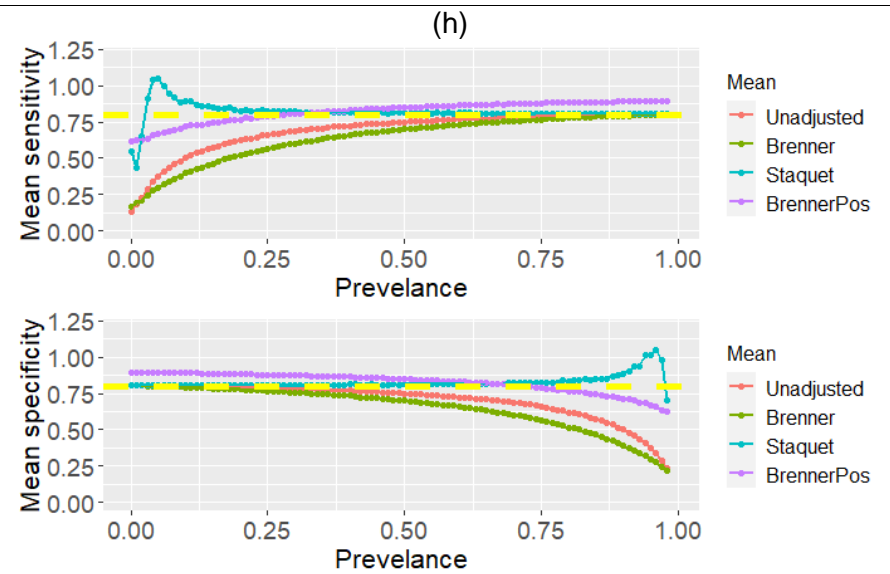 (h)
Mean sensitivity
1.25
1.00
0.75
0.50
0.25
0.00
0.00 0.25 0.50 0.75 1.00
Prevelance
Mean
Unadjusted
Brenner
Staquet
BrennerPos
Mean specificity
1.25
1.00
0.75
0.50
0.25
0.00
0.00 0.25 0.50 0.75 1.00
Prevelance
Mean
Unadjusted
Brenner
Staquet
BrennerPos